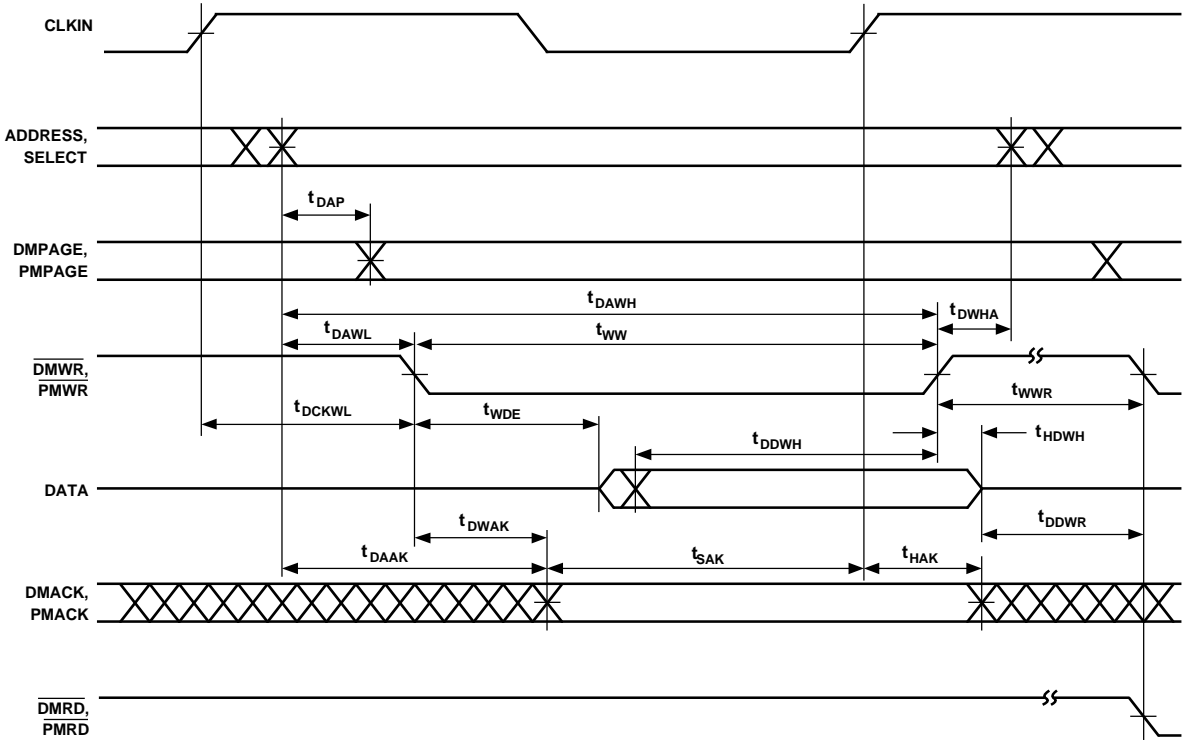 CLKIN
ADDRESS,
SELECT
tDAP
DMPAGE,
PMPAGE
tDAWH
tDWHA
tDAWL
tWW
DMWR,
PMWR
tWWR
tDCKWL
tWDE
tHDWH
tDDWH
DATA
tDWAK
tDDWR
tDAAK
tSAK
tHAK
DMACK,
PMACK
DMRD,
PMRD